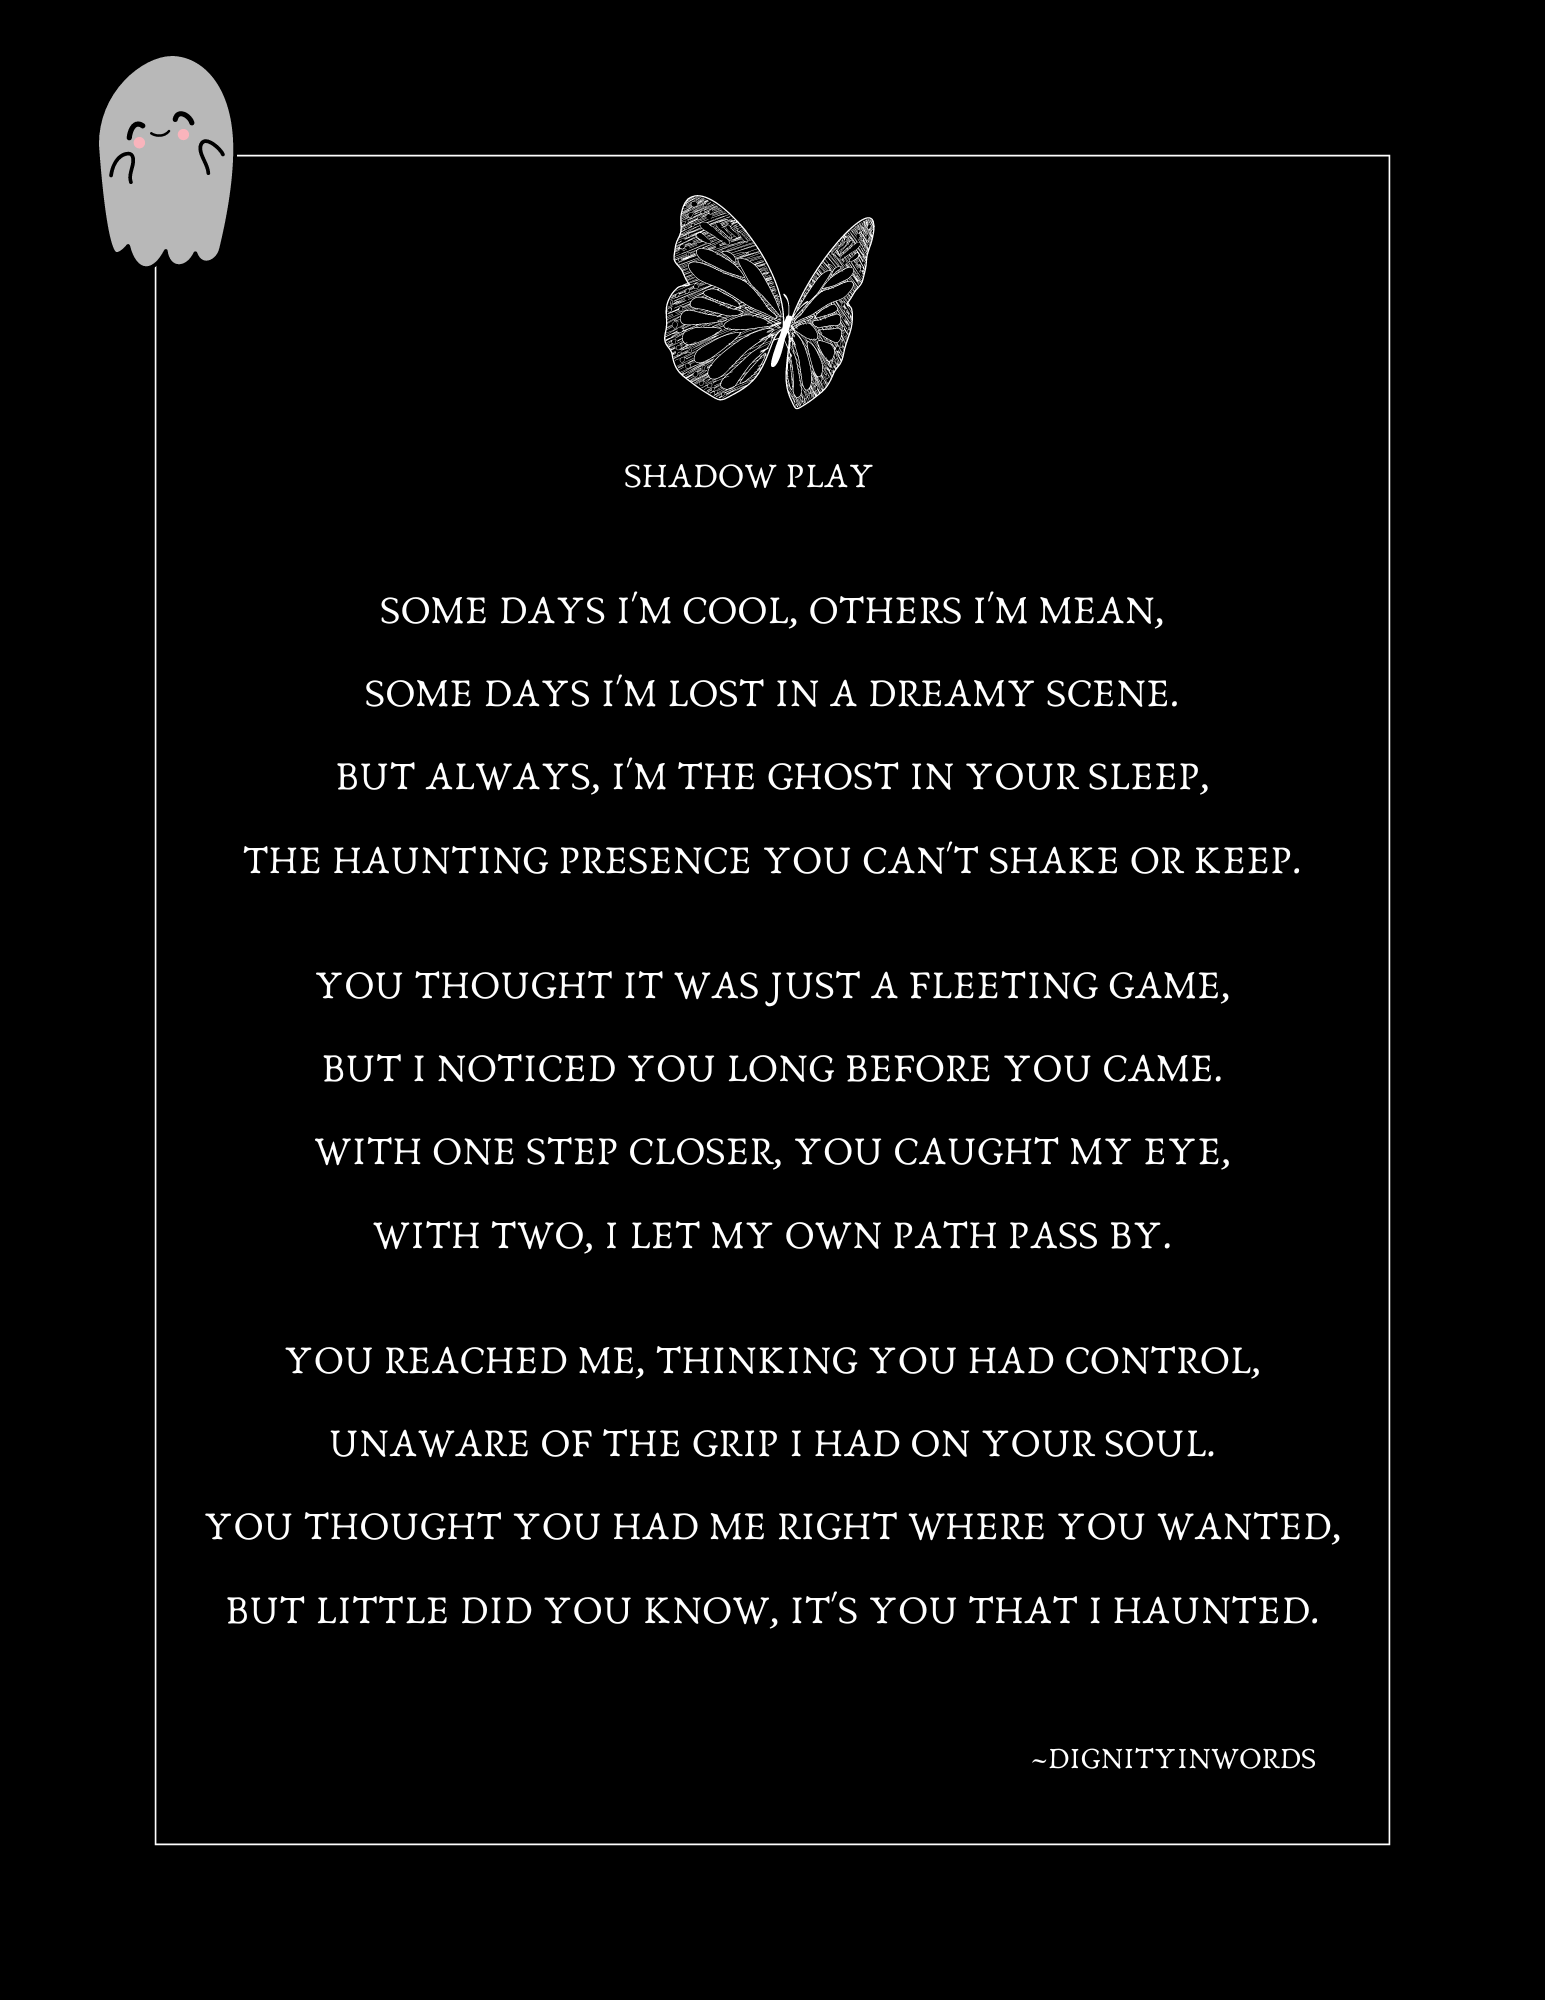 SHADOW PLAY
SOME DAYS I'M COOL, OTHERS I'M MEAN,
SOME DAYS I'M LOST IN A DREAMY SCENE.
BUT ALWAYS, I'M THE GHOST IN YOUR SLEEP,
THE HAUNTING PRESENCE YOU CAN'T SHAKE OR KEEP.
YOU THOUGHT IT WAS JUST A FLEETING GAME,
BUT I NOTICED YOU LONG BEFORE YOU CAME.
WITH ONE STEP CLOSER, YOU CAUGHT MY EYE,
WITH TWO, I LET MY OWN PATH PASS BY.
YOU REACHED ME, THINKING YOU HAD CONTROL,
UNAWARE OF THE GRIP I HAD ON YOUR SOUL.
YOU THOUGHT YOU HAD ME RIGHT WHERE YOU WANTED,
BUT LITTLE DID YOU KNOW, IT'S YOU THAT I HAUNTED.
~DIGNITYINWORDS